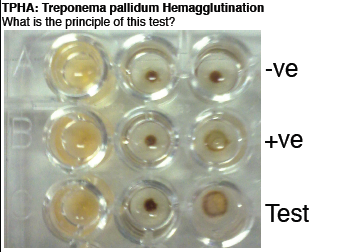 TPHA: Treponema pallidum Hemagglutination
What is the principle of this test?
A
-ve
B
+ve
C
Test